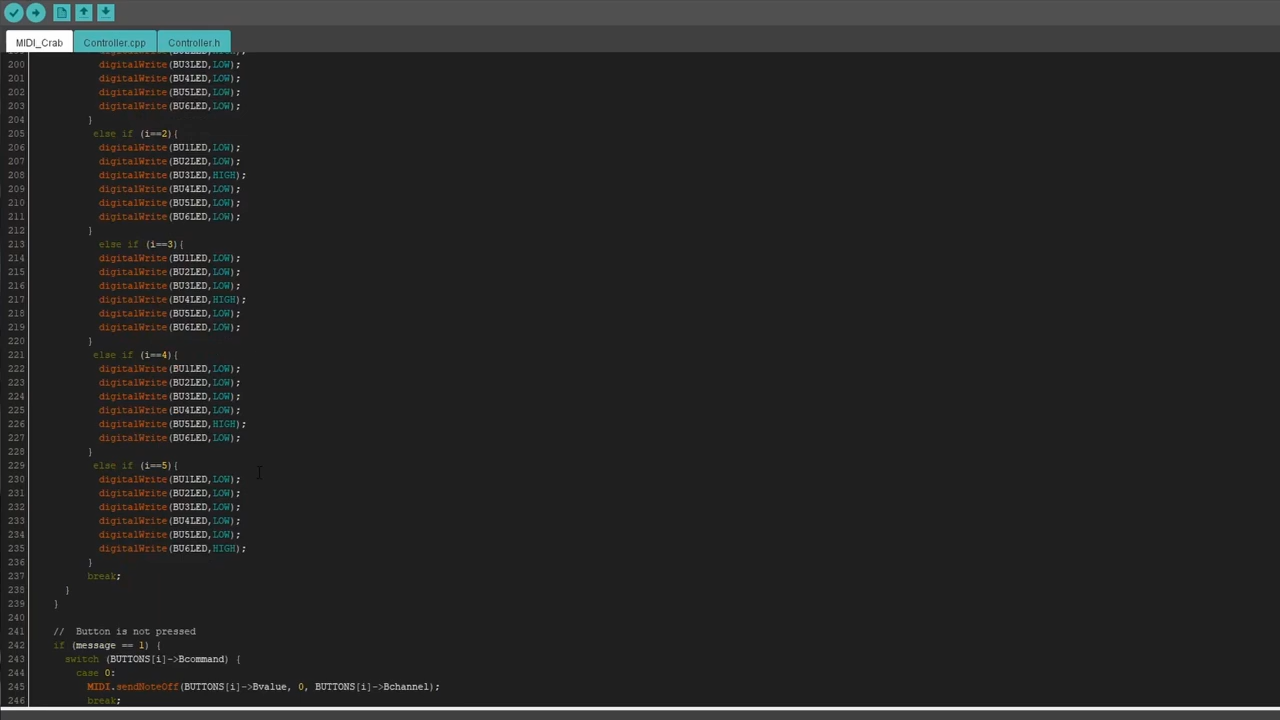 MIDI_Crab Controller.cpp Controller.h
200 digitalWrite(BU3LED,LOW);
201 digitalWrite(BU4LED,LOW);
202 digitalWrite(BU5LED,LOW);
203 digitalWrite(BU6LED,LOW);
204 }
205 else if (i==2){
206 digitalWrite(BU1LED,LOW);
207 digitalWrite(BU2LED,LOW);
208 digitalWrite(BU3LED,HIGH);
209 digitalWrite(BU4LED,LOW);
210 digitalWrite(BU5LED,LOW);
211 digitalWrite(BU6LED,LOW);
212 }
213 else if (i==3){
214 digitalWrite(BU1LED,LOW);
215 digitalWrite(BU2LED,LOW);
216 digitalWrite(BU3LED,LOW);
217 digitalWrite(BU4LED,HIGH);
218 digitalWrite(BU5LED,LOW);
219 digitalWrite(BU6LED,LOW);
220 }
221 else if (i==4){
222 digitalWrite(BU1LED,LOW);
223 digitalWrite(BU2LED,LOW);
224 digitalWrite(BU3LED,LOW);
225 digitalWrite(BU4LED,LOW);
226 digitalWrite(BU5LED,HIGH);
227 digitalWrite(BU6LED,LOW);
228 }
229 else if (i==5){
230 digitalWrite(BU1LED,LOW);
231 digitalWrite(BU2LED,LOW);
232 digitalWrite(BU3LED,LOW);
233 digitalWrite(BU4LED,LOW);
234 digitalWrite(BU5LED,LOW);
235 digitalWrite(BU6LED,HIGH);
236 }
237 break;
238 }
239 }
240
241 // Button is not pressed
242 if (message == 1) {
243 switch (BUTTONS[i]->Bcommand) {
244 case 0:
245 MIDI.sendNoteOff(BUTTONS[i]->Bvalue, 0, BUTTONS[i]->Bchannel);
246 break;